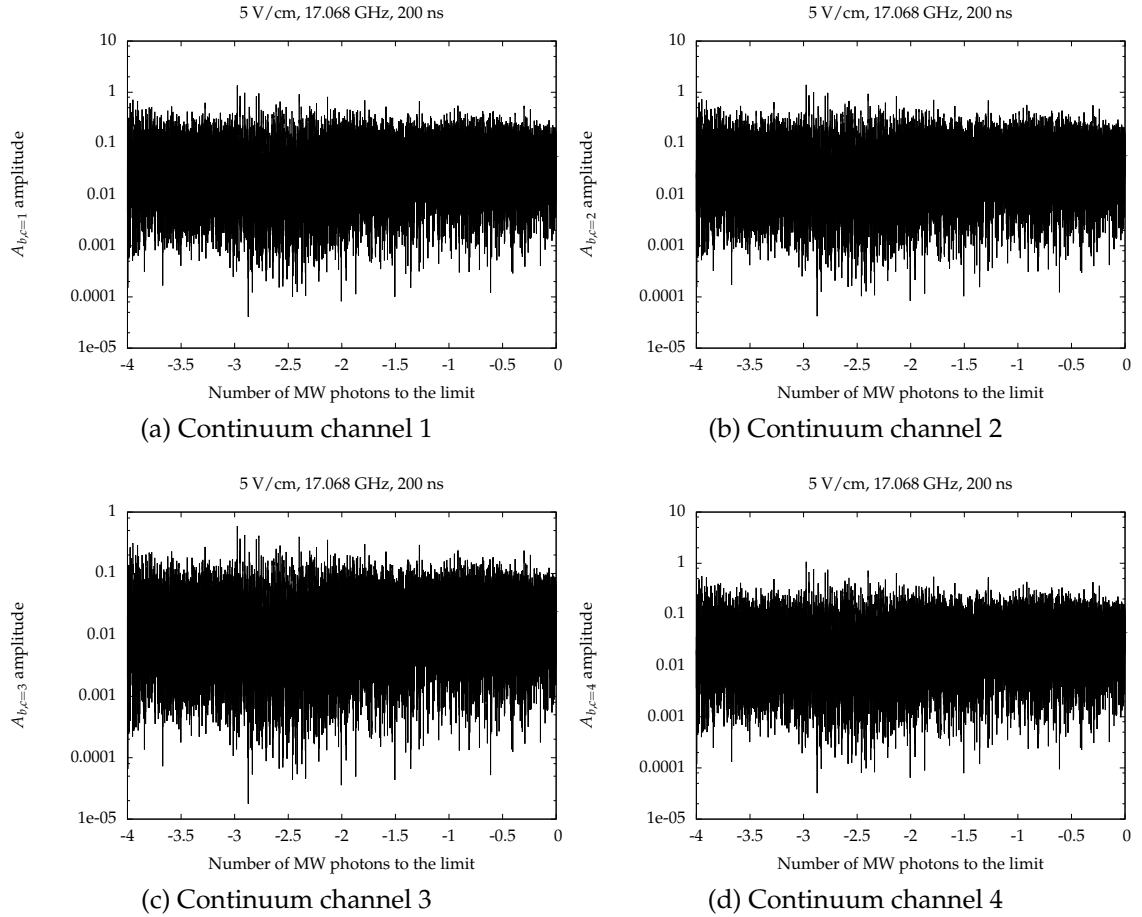 5 V/cm, 17.068 GHz, 200 ns
10
1
0.1
0.01
0.001
0.0001
1e-05
-4 -3.5 -3 -2.5 -2 -1.5 -1 -0.5 0
A_{b,c=1} amplitude
Number of MW photons to the limit
(a) Continuum channel 1
5 V/cm, 17.068 GHz, 200 ns
10
1
0.1
0.01
0.001
0.0001
1e-05
-4 -3.5 -3 -2.5 -2 -1.5 -1 -0.5 0
A_{b,c=2} amplitude
Number of MW photons to the limit
(b) Continuum channel 2
5 V/cm, 17.068 GHz, 200 ns
1
0.1
0.01
0.001
0.0001
1e-05
-4 -3.5 -3 -2.5 -2 -1.5 -1 -0.5 0
A_{b,c=3} amplitude
Number of MW photons to the limit
(c) Continuum channel 3
5 V/cm, 17.068 GHz, 200 ns
10
1
0.1
0.01
0.001
0.0001
1e-05
-4 -3.5 -3 -2.5 -2 -1.5 -1 -0.5 0
A_{b,c=4} amplitude
Number of MW photons to the limit
(d) Continuum channel 4